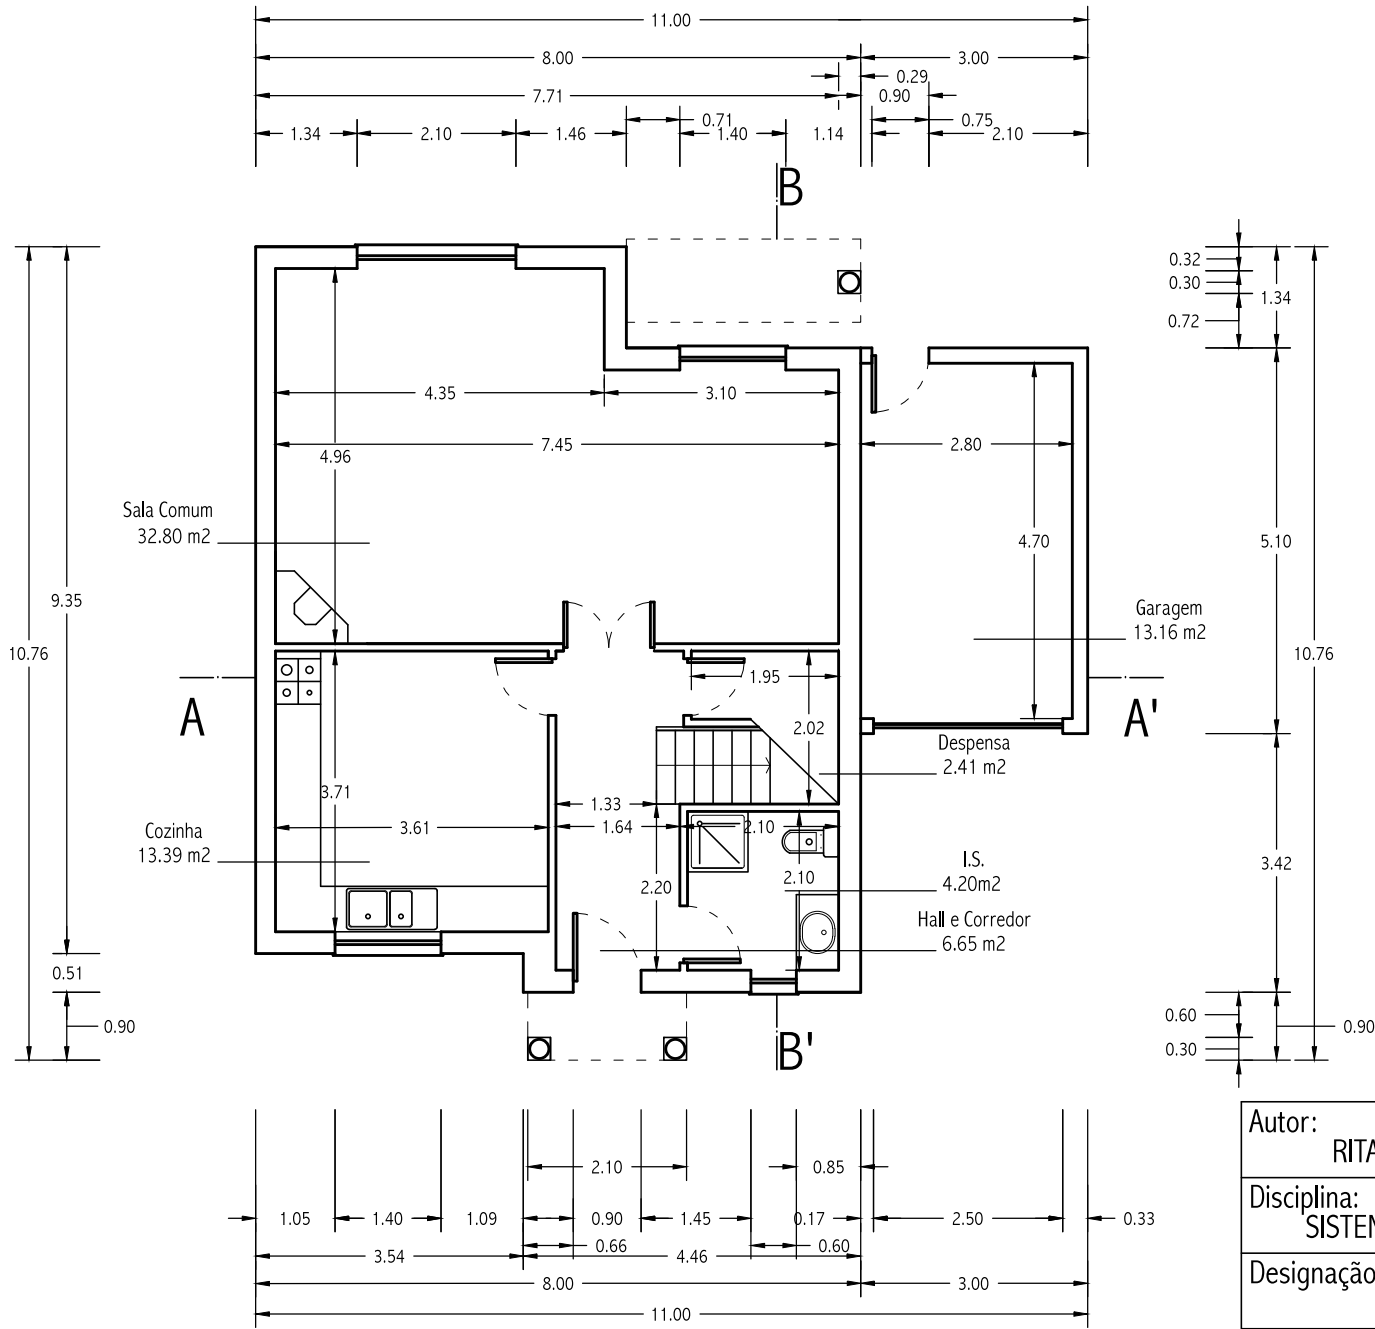 11.00
8.00
3.00
0.29
7.71
0.90
0.71
0.75
1.34
2.10
1.46
1.40
1.14
2.10
B
0.32
0.30
1.34
0.72
4.35
3.10
7.45
2.80
4.96
Sala Comum
32.80 m2
4.70
5.10
9.35
Garagem
13.16 m2
10.76
10.76
1.95
A
A'
2.02
Despensa
2.41 m2
3.71
1.33
Cozinha
13.39 m2
3.61
1.64
2.10
I.S.
4.20m2
3.42
2.20
2.10
Hall e Corredor
6.65 m2
0.51
0.90
0.60
0.90
0.30
B'
Autor:
RITA
2.10
0.85
Disciplina:
SISTEM
1.05
1.40
1.09
0.90
1.45
0.17
2.50
0.33
0.66
0.60
3.54
4.46
Designação
8.00
3.00
11.00